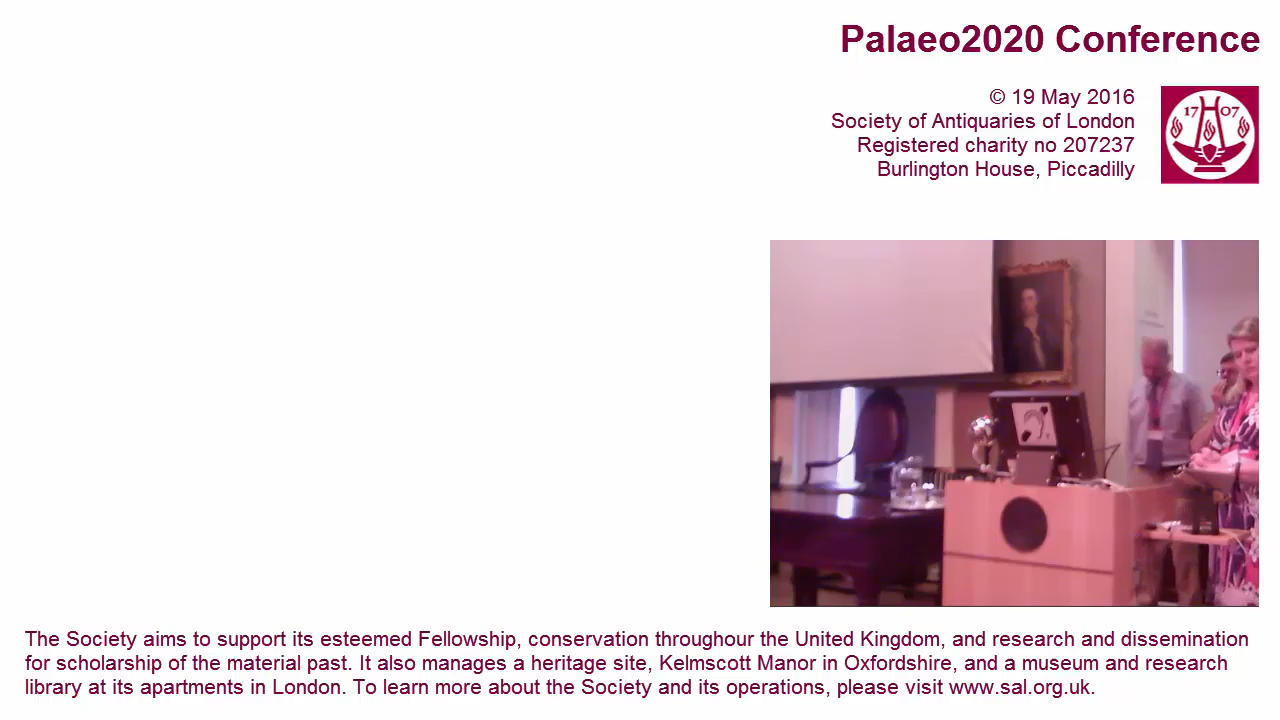 Palaeo2020 Conference
© 19 May 2016
Society of Antiquaries of London
Registered charity no 207237
Burlington House, Piccadilly
17 07
The Society aims to support its esteemed Fellowship, conservation throughour the United Kingdom, and research and dissemination
for scholarship of the material past. It also manages a heritage site, Kelmscott Manor in Oxfordshire, and a museum and research
library at its apartments in London. To learn more about the Society and its operations, please visit www.sal.org.uk.